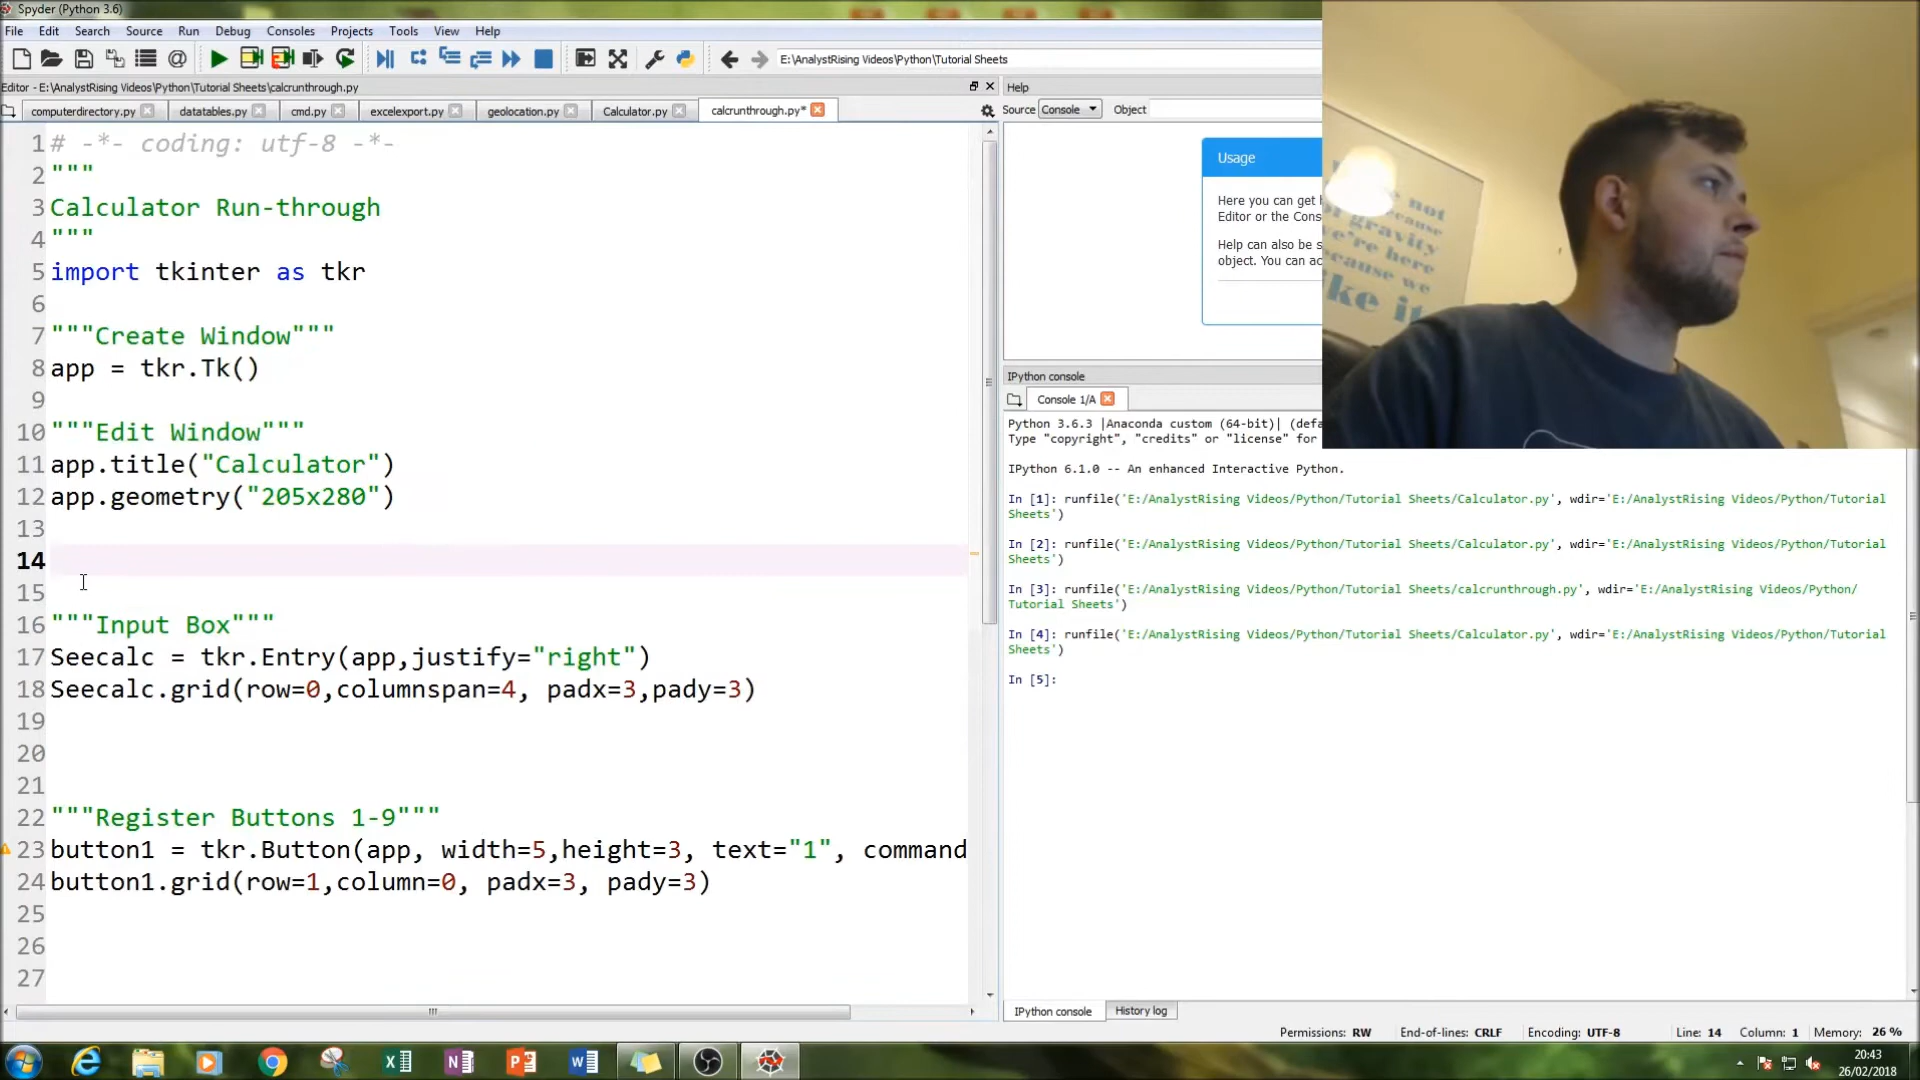 Spyder (Python 3.6)
File Edit Search Source Run Debug Consoles Projects Tools View Help
E:\AnalystRising Videos\Python\Tutorial Sheets
Editor - E:\AnalystRising Videos\Python\Tutorial Sheets\calcrunthrough.py
Help
computerdirectory.py datatables.py cmd.py excelexport.py geolocation.py Calculator.py calcrunthrough.py*
Source Console Object
1 # -*- coding: utf-8 -*-
2 """
3 Calculator Run-through
4 """
5 import tkinter as tkr
6
7 """Create Window"""
8 app = tkr.Tk()
9
10 """Edit Window"""
11 app.title("Calculator")
12 app.geometry("205x280")
13
14
15
16 """Input Box"""
17 Seecalc = tkr.Entry(app,justify="right")
18 Seecalc.grid(row=0,columnspan=4, padx=3,pady=3)
19
20
21
22 """Register Buttons 1-9"""
23 button1 = tkr.Button(app, width=5,height=3, text="1", command
24 button1.grid(row=1,column=0, padx=3, pady=3)
25
26
27
Usage
Here you can get
Editor or the Cons
Help can also be s
object. You can ac
not
because
gravity
we're here
because we
ke it
IPython console
Console 1/A
Python 3.6.3 |Anaconda custom (64-bit)| (defa
Type "copyright", "credits" or "license" for
IPython 6.1.0 -- An enhanced Interactive Python.
In [1]: runfile('E:/AnalystRising Videos/Python/Tutorial Sheets/Calculator.py', wdir='E:/AnalystRising Videos/Python/Tutorial
Sheets')
In [2]: runfile('E:/AnalystRising Videos/Python/Tutorial Sheets/Calculator.py', wdir='E:/AnalystRising Videos/Python/Tutorial
Sheets')
In [3]: runfile('E:/AnalystRising Videos/Python/Tutorial Sheets/calcrunthrough.py', wdir='E:/AnalystRising Videos/Python/
Tutorial Sheets')
In [4]: runfile('E:/AnalystRising Videos/Python/Tutorial Sheets/Calculator.py', wdir='E:/AnalystRising Videos/Python/Tutorial
Sheets')
In [5]:
IPython console History log
Permissions: RW End-of-lines: CRLF Encoding: UTF-8 Line: 14 Column: 1 Memory: 26 %
20:43
26/02/2018